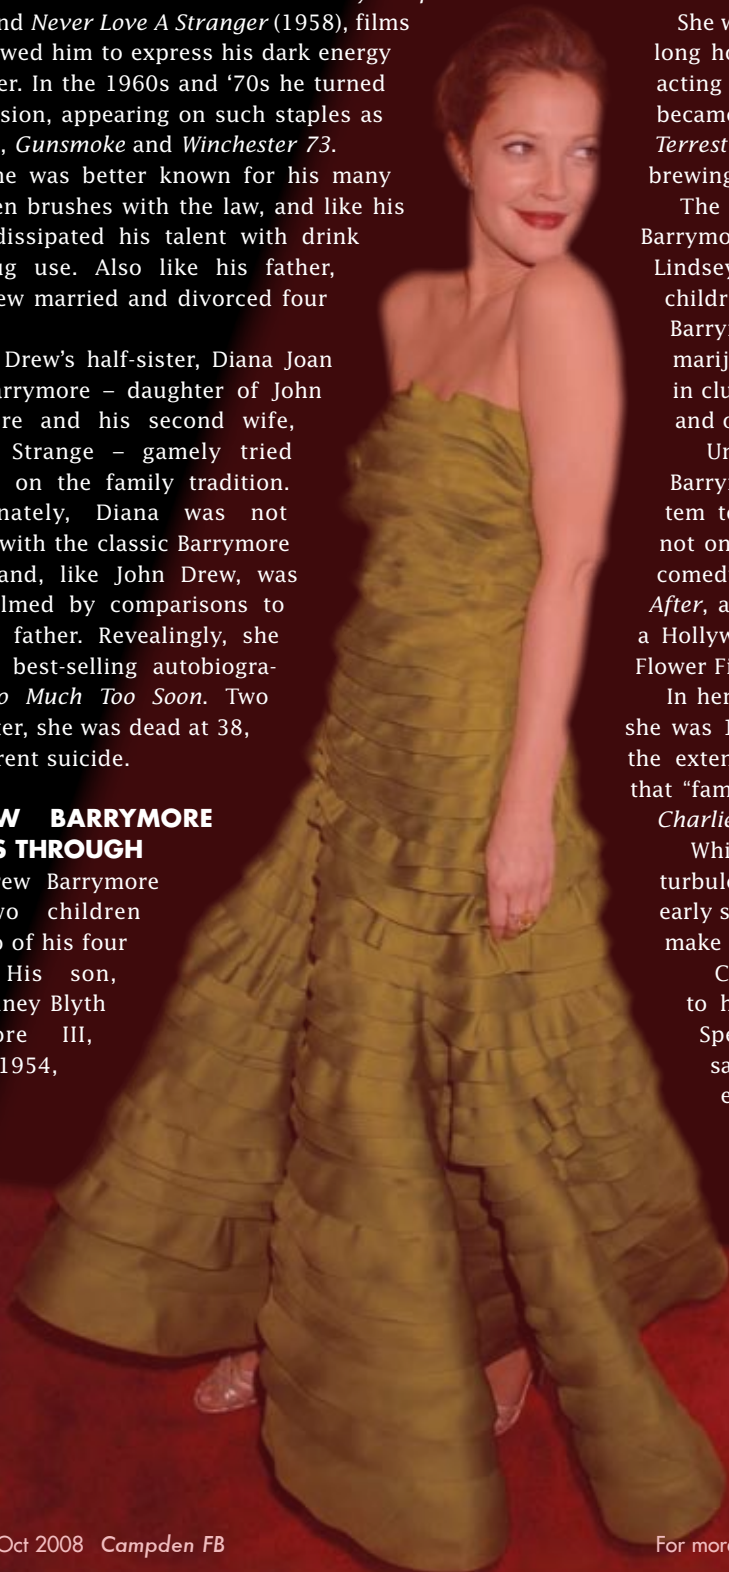 nd Never Love A Stranger (1958), films
wed him to express his dark energy
er. In the 1960s and ‘70s he turned
sion, appearing on such staples as
, Gunsmoke and Winchester 73.
he was better known for his many
en brushes with the law, and like his
dissipated his talent with drink
ug use. Also like his father,
ew married and divorced four
Drew’s half-sister, Diana Joan
arrymore – daughter of John
re and his second wife,
Strange – gamely tried
on the family tradition.
nately, Diana was not
with the classic Barrymore
and, like John Drew, was
lmed by comparisons to
father. Revealingly, she
best-selling autobiogra-
o Much Too Soon. Two
ter, she was dead at 38,
rent suicide.
W BARRYMORE
S THROUGH
rew Barrymore
wo children
o of his four
His son,
ney Blyth
ore III,
1954,
She w
long ho
acting
became
Terrest
brewing
The
Barrymo
Lindsey
childr
Barry
marij
in clu
and c
Un
Barry
tem to
not on
comed
After, a
a Hollyw
Flower Fi
In her
she was 1
the exten
that “fam
Charlie
Whi
turbul
early s
make
C
to h
Spe
sa
e
Oct 2008 Campden FB
For more